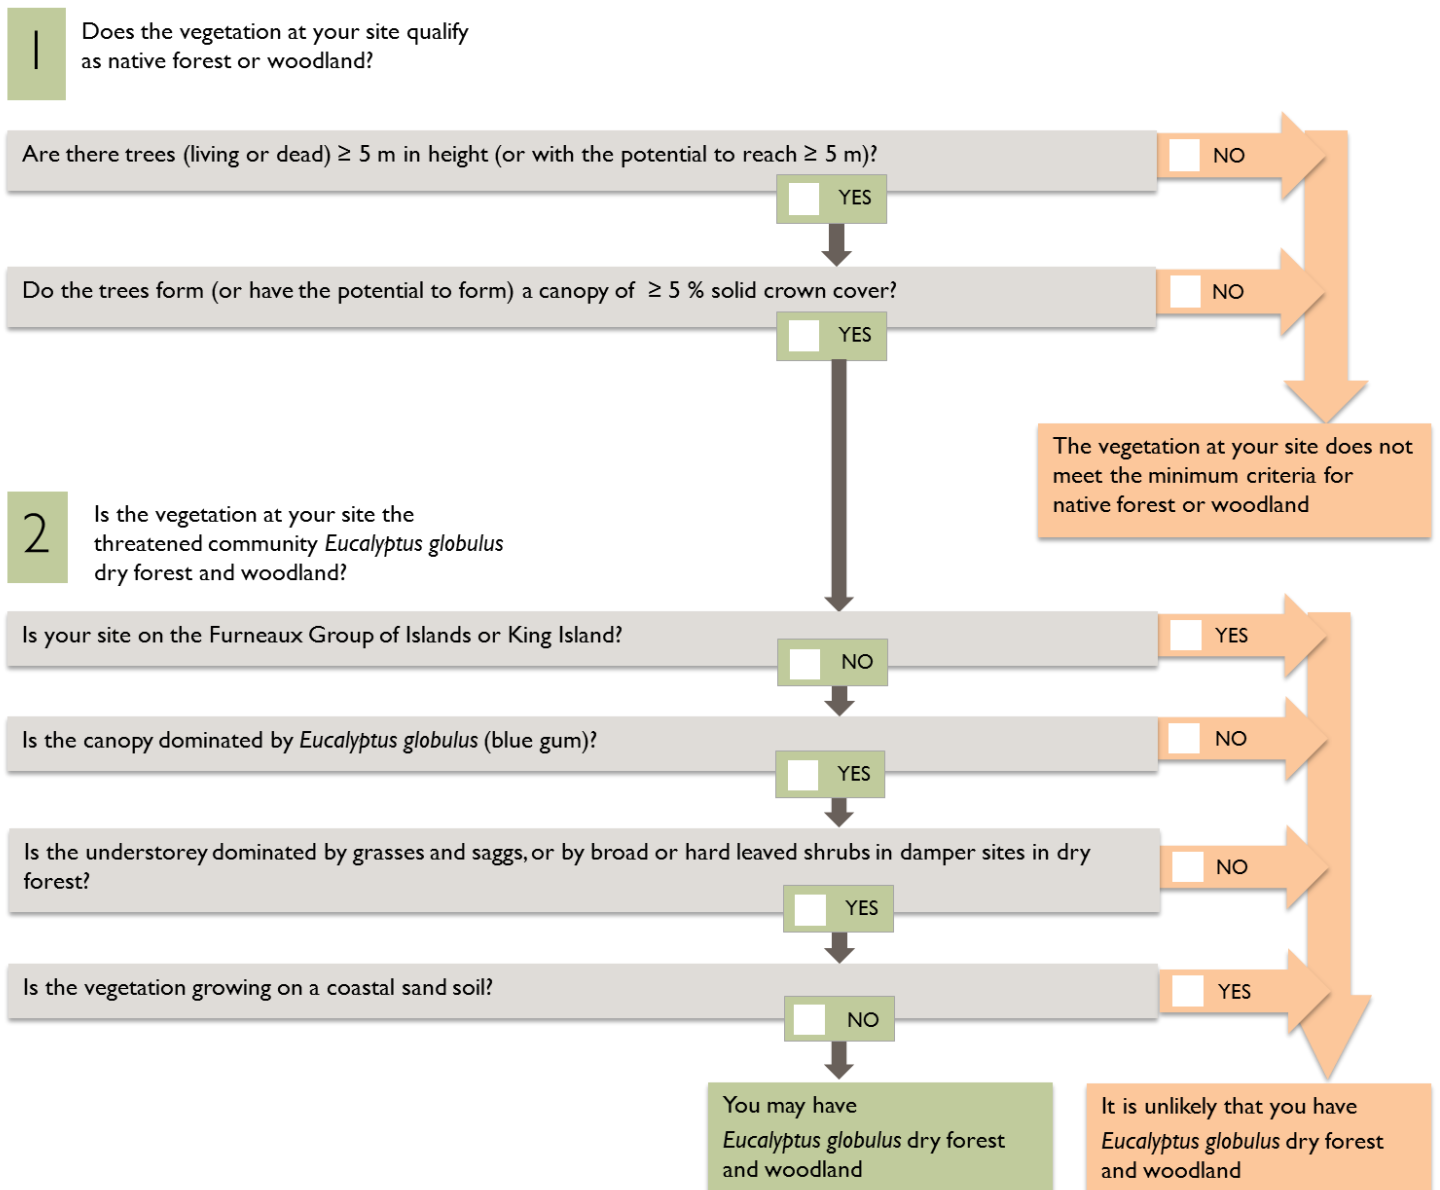 1
Does the vegetation at your site qualify
as native forest or woodland?
Are there trees (living or dead) ≥ 5 m in height (or with the potential to reach ≥ 5 m)?
NO
YES
Do the trees form (or have the potential to form) a canopy of ≥ 5 % solid crown cover?
NO
YES
The vegetation at your site does not
meet the minimum criteria for
native forest or woodland
2
Is the vegetation at your site the
threatened community Eucalyptus globulus
dry forest and woodland?
Is your site on the Furneaux Group of Islands or King Island?
YES
NO
Is the canopy dominated by Eucalyptus globulus (blue gum)?
NO
YES
Is the understorey dominated by grasses and saggs, or by broad or hard leaved shrubs in damper sites in dry
forest?
NO
YES
Is the vegetation growing on a coastal sand soil?
YES
NO
You may have
Eucalyptus globulus dry forest
and woodland
It is unlikely that you have
Eucalyptus globulus dry forest
and woodland